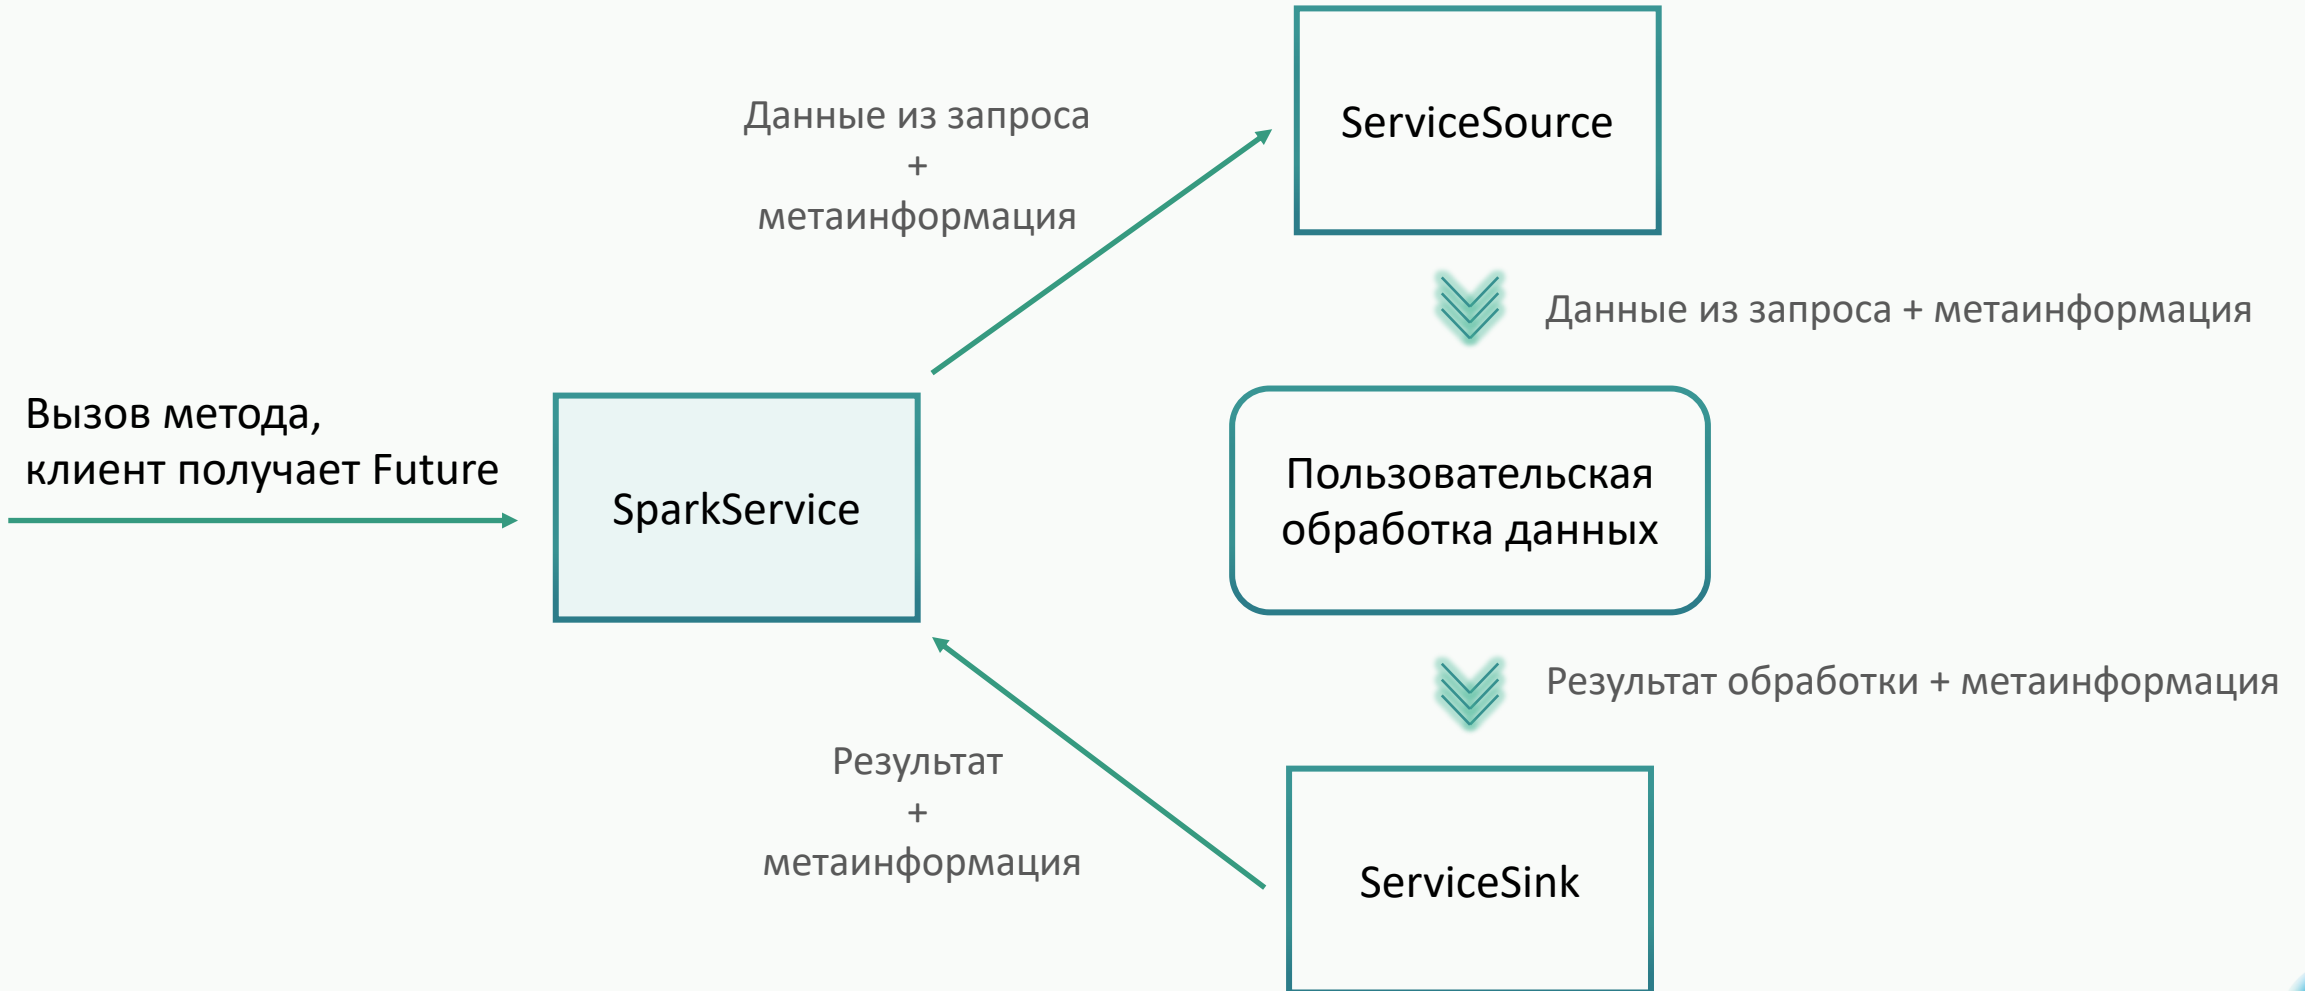 Вызов метода,
клиент получает Future
SparkService
Данные из запроса
+
метаинформация
ServiceSource
Данные из запроса + метаинформация
Пользовательская
обработка данных
Результат обработки + метаинформация
ServiceSink
Результат
+
метаинформация